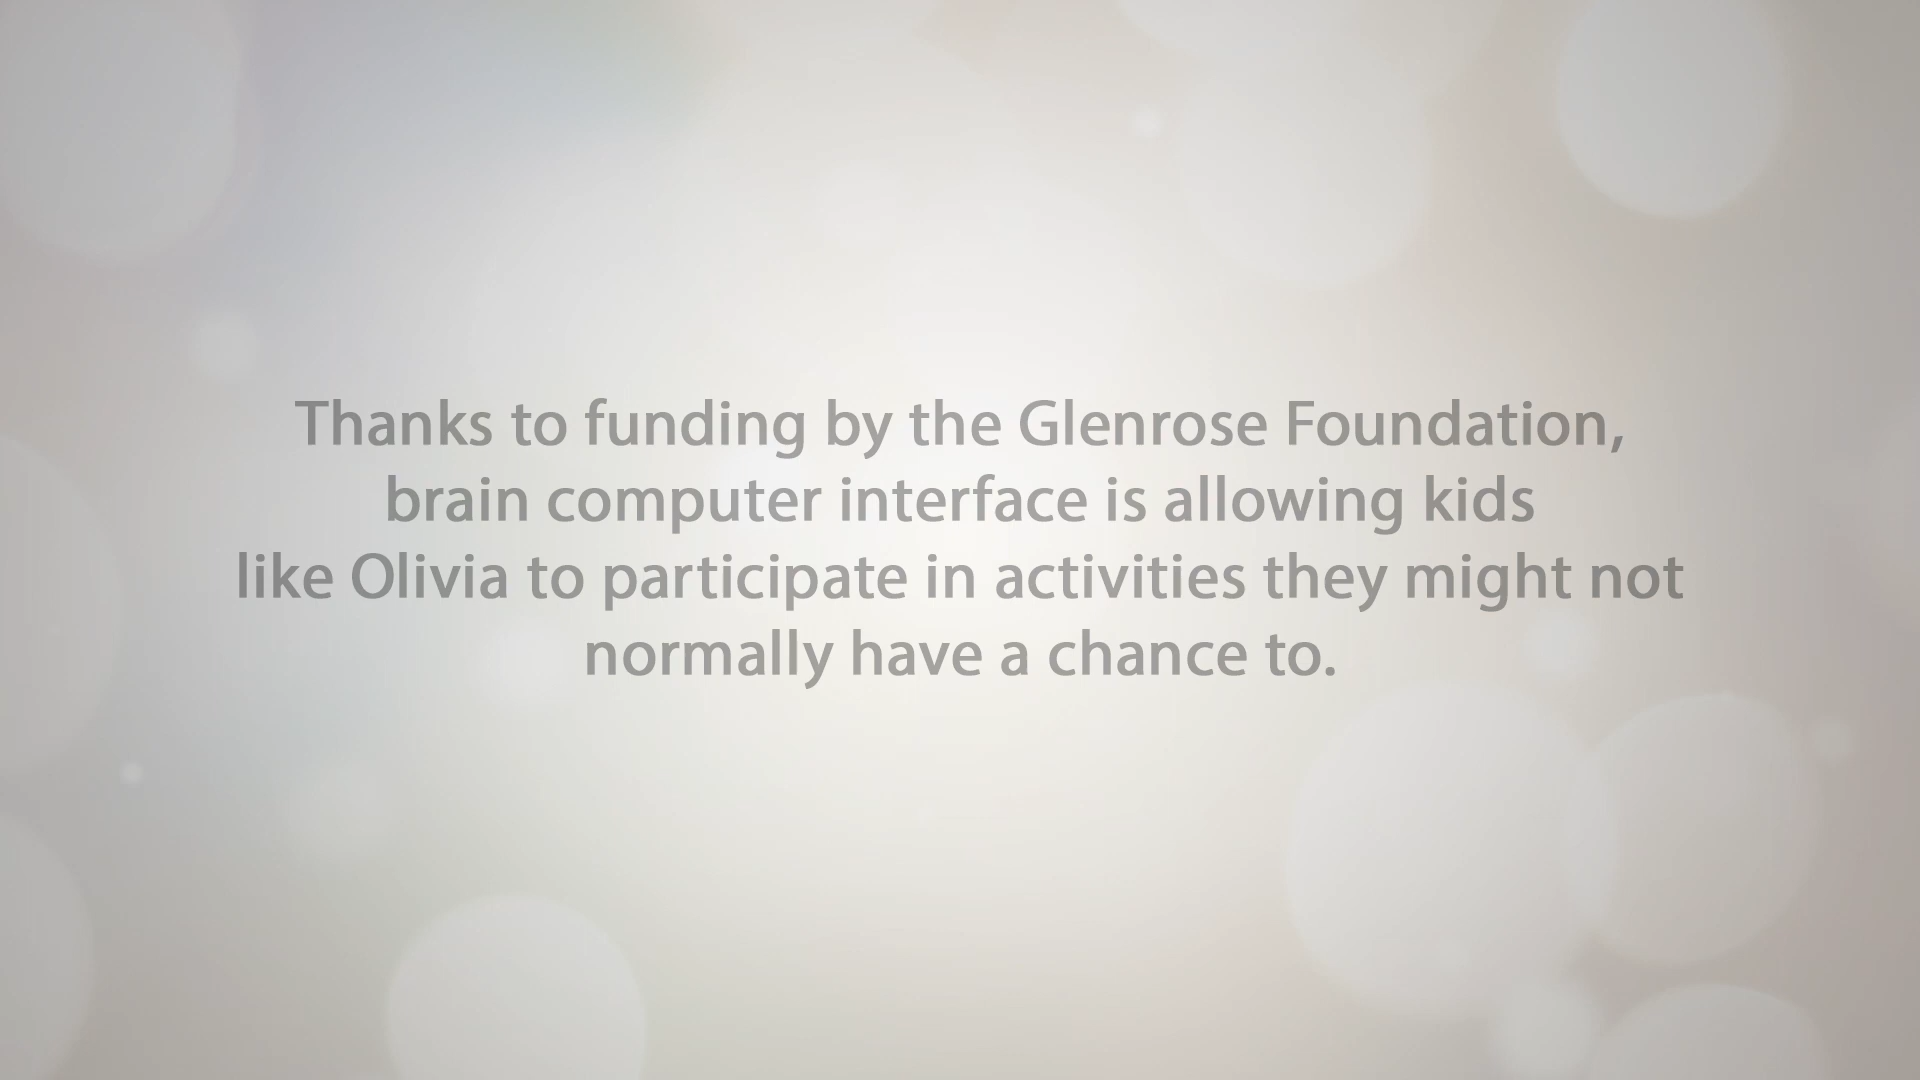 Thanks to funding by the Glenrose Foundation,
brain computer interface is allowing kids
like Olivia to participate in activities they might not
normally have a chance to.